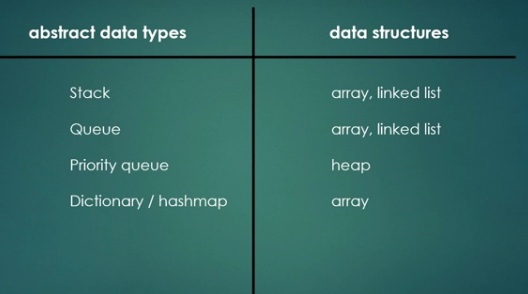 abstract data types data structures
Stack array, linked list
Queue array, linked list
Priority queue heap
Dictionary / hashmap array